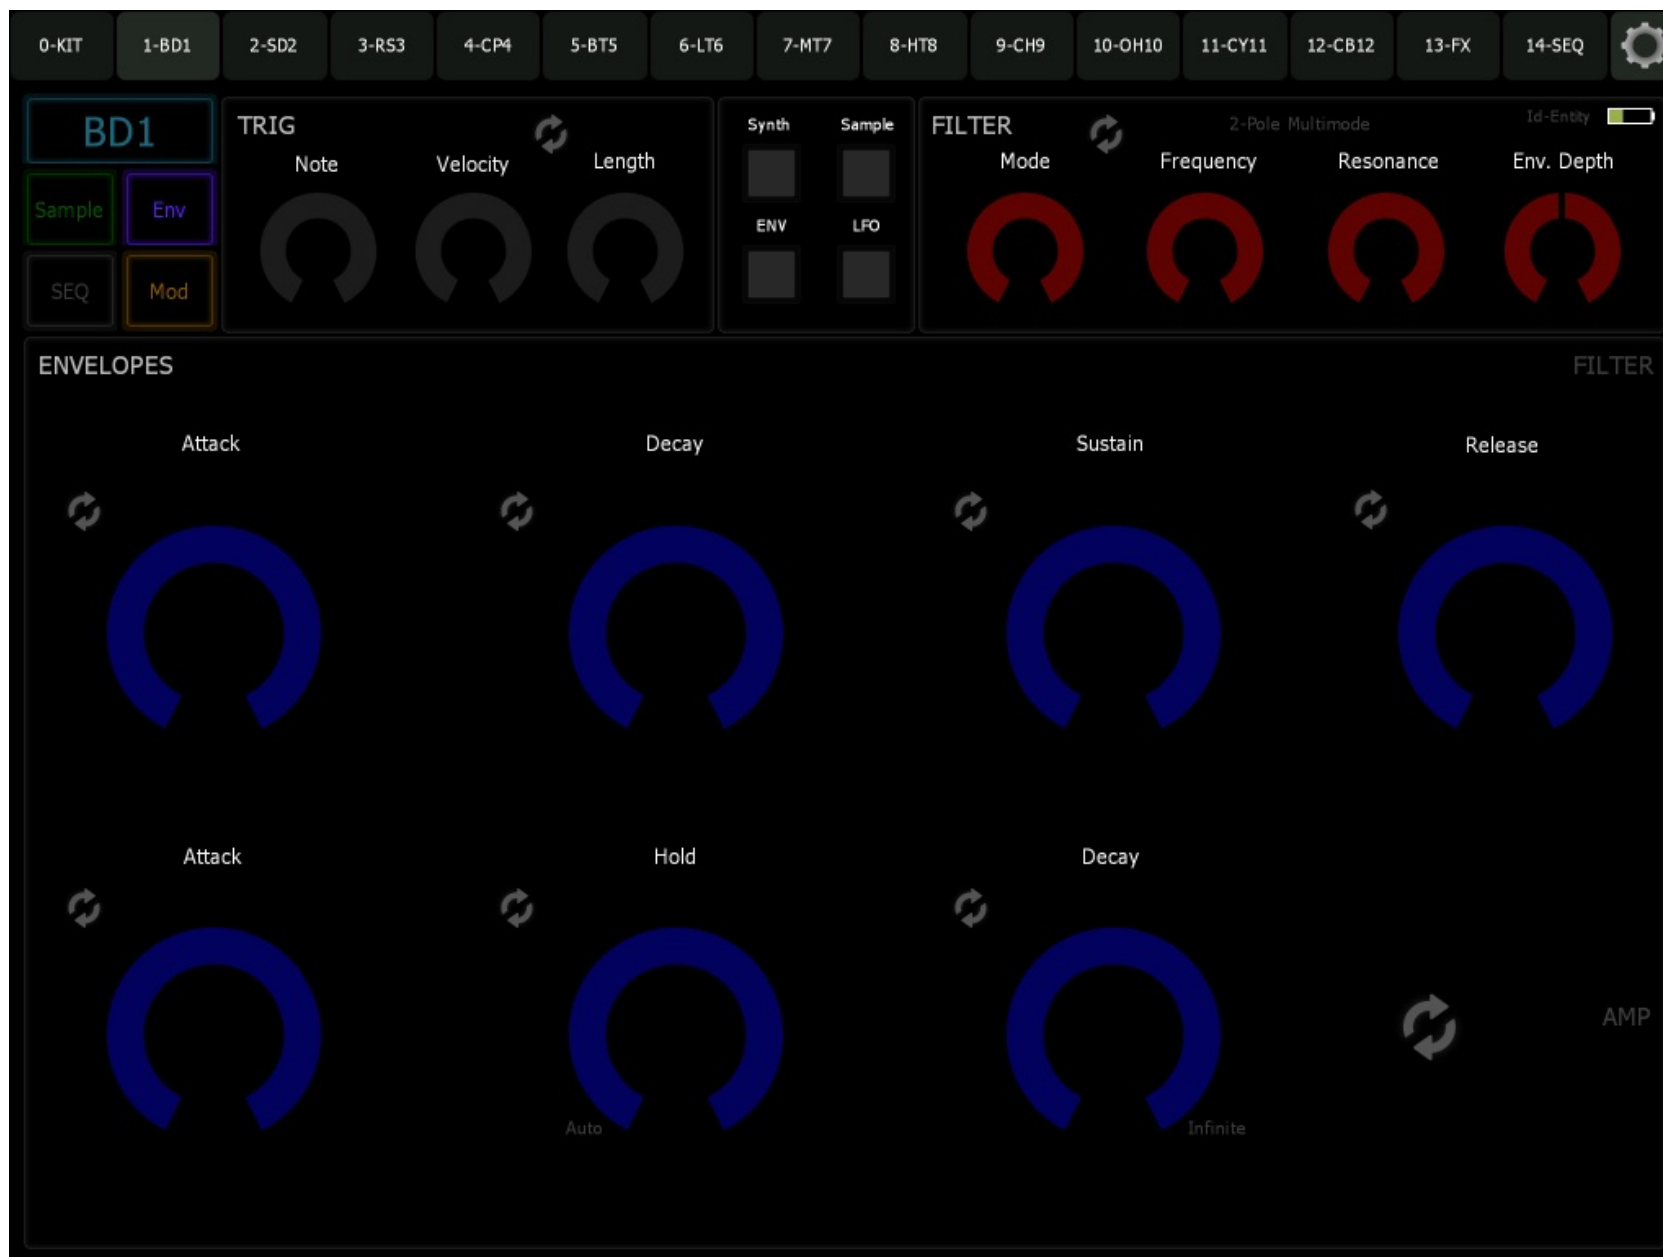 0-KIT 1-BD1 2-SD2 3-RS3 4-CP4 5-BT5 6-LT6 7-MT7 8-HT8 9-CH9 10-OH10 11-CY11 12-CB12 13-FX 14-SEQ
BD1
Sample Env
SEQ Mod
TRIG
Note Velocity Length
Synth Sample
ENV LFO
FILTER 2-Pole Multimode Id-Entity
Mode Frequency Resonance Env. Depth
ENVELOPES FILTER
Attack Decay Sustain Release
Attack Hold Decay
AMP
Auto Infinite